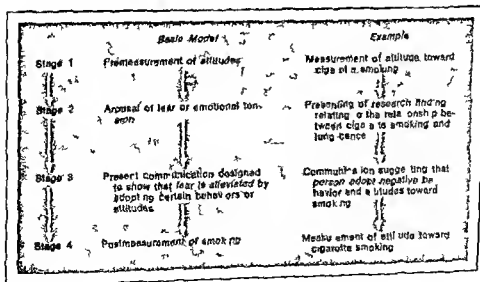 Basic Model Example
Stage 1 Premeasurement of attitudes Measurement of attitude toward
smoking
Stage 2 Arousal of fear or emotional ten
sion Presenting of research finding
relating the relationship be
tween smoking and
lung cance
Stage 3 Present communication designed
to show that fear is alleviated by
adopting certain behaviors or
attitudes Communication suggesting that
person adopt negative be
havior and attitudes toward
smoking
Stage 4 Postmeasurement of smoking Measurement of attitude toward
cigarette smoking